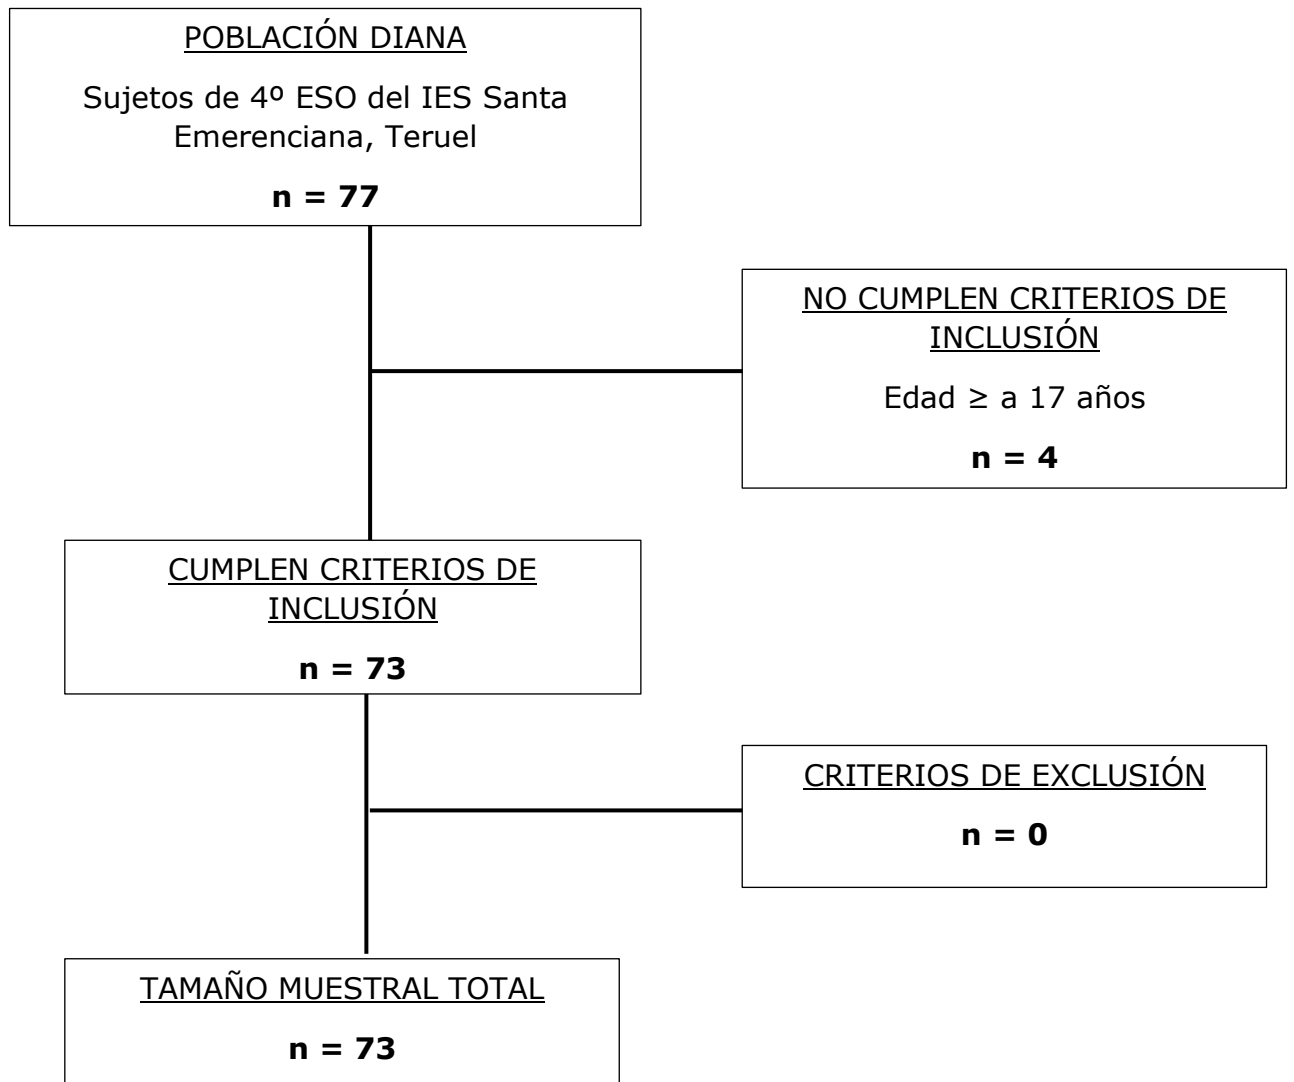 POBLACIÓN DIANA
Sujetos de 4º ESO del IES Santa
Emerenciana, Teruel
n = 77
NO CUMPLEN CRITERIOS DE
INCLUSIÓN
Edad ≥ a 17 años
n = 4
CUMPLEN CRITERIOS DE
INCLUSIÓN
n = 73
CRITERIOS DE EXCLUSIÓN
n = 0
TAMAÑO MUESTRAL TOTAL
n = 73